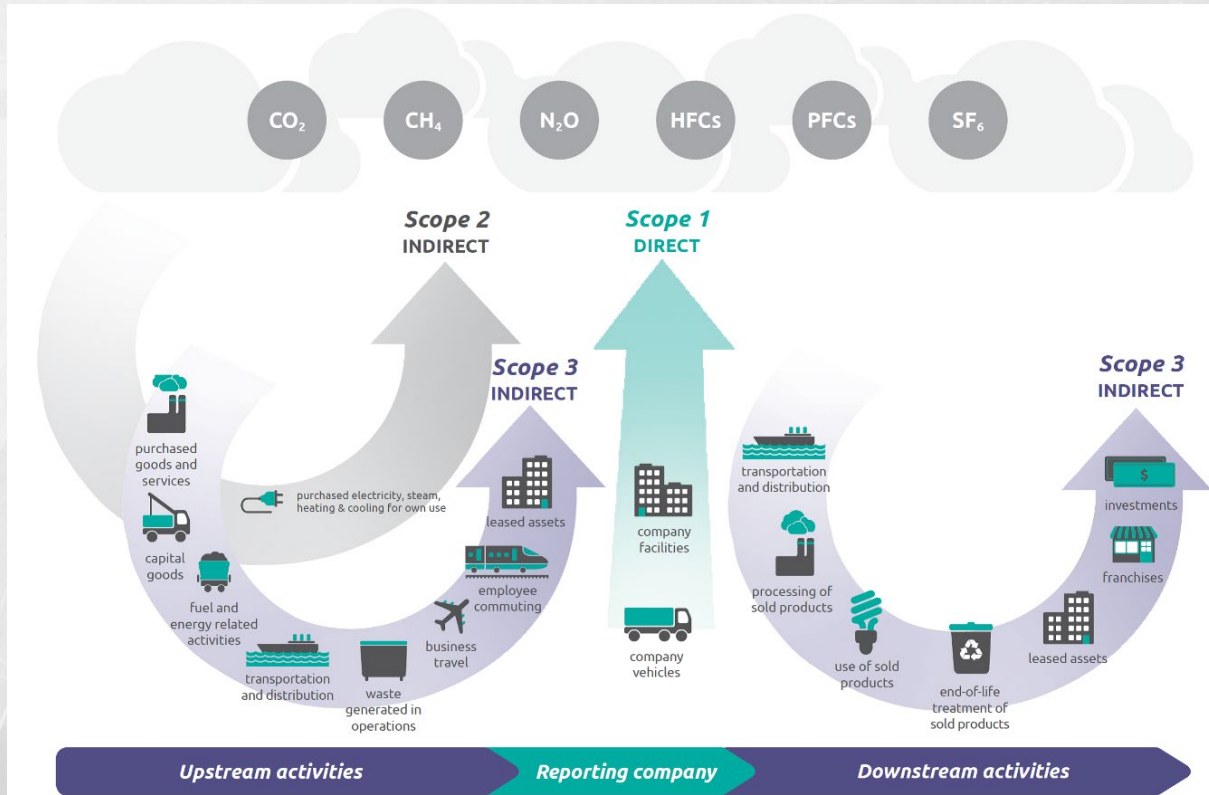 CO₂
CH₄
N₂O
HFCs
PFCs
SF₆
Scope 2
INDIRECT
Scope 1
DIRECT
Scope 3
INDIRECT
Scope 3
INDIRECT
purchased
goods and
services
capital
goods
fuel and
energy related
activities
transportation
and distribution
waste
generated in
operations
business
travel
employee
commuting
leased assets
purchased electricity, steam,
heating & cooling for own use
company
facilities
company
vehicles
transportation
and distribution
processing of
sold products
use of sold
products
end-of-life
treatment of
sold products
leased assets
franchises
$
investments
Upstream activities
Reporting company
Downstream activities